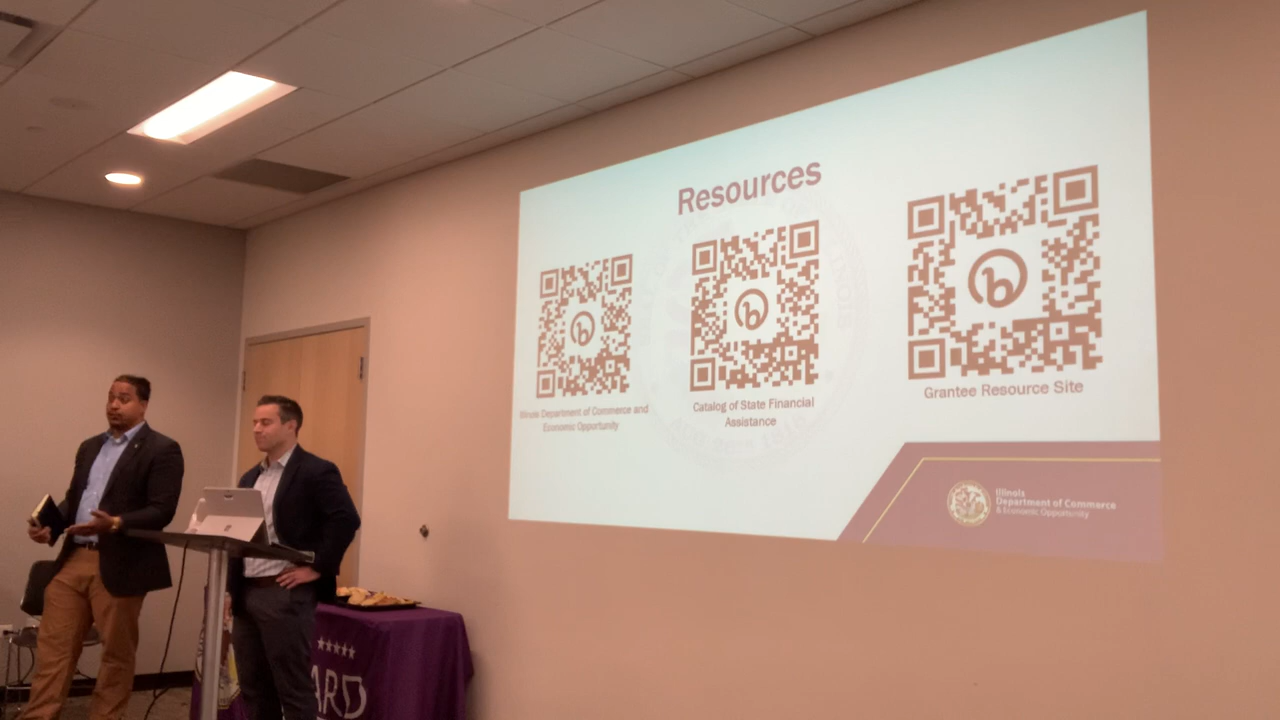 Resources
Illinois Department of Commerce and
Economic Opportunity
Catalog of State Financial
Assistance
Grantee Resource Site
Illinois
Department of Commerce
& Economic Opportunity
ARD